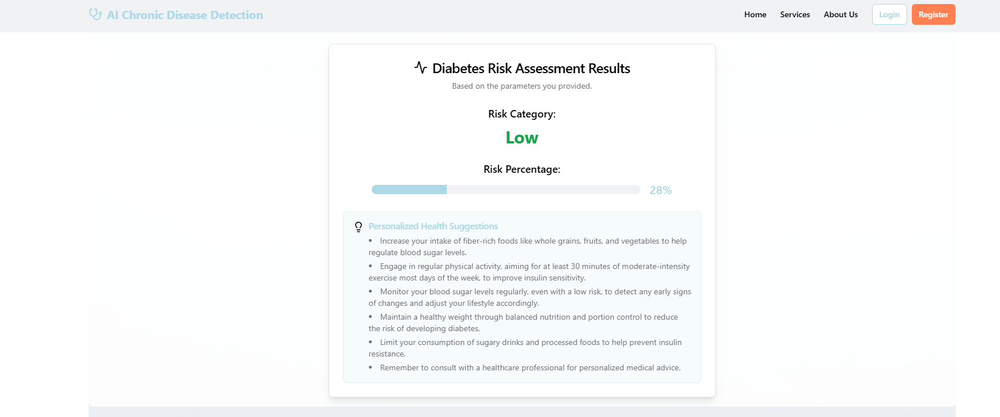 AI Chronic Disease Detection
Home Services About Us Login Register
Diabetes Risk Assessment Results
Based on the parameters you provided.
Risk Category:
Low
Risk Percentage:
28%
Personalized Health Suggestions
• Increase your intake of fiber-rich foods like whole grains, fruits, and vegetables to help
regulate blood sugar levels.
• Engage in regular physical activity, aiming for at least 30 minutes of moderate-intensity
exercise most days of the week, to improve insulin sensitivity.
• Monitor your blood sugar levels regularly, even with a low risk, to detect any early signs
of changes and adjust your lifestyle accordingly.
• Maintain a healthy weight through balanced nutrition and portion control to reduce
the risk of developing diabetes.
• Limit your consumption of sugary drinks and processed foods to help prevent insulin
resistance.
• Remember to consult with a healthcare professional for personalized medical advice.